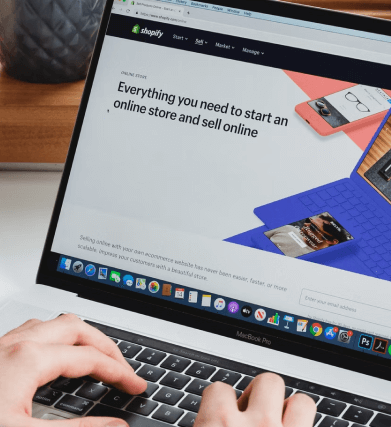 shopify
Start
Sell
Market
Manage
ONLINE STORE
Everything you need to start an
online store and sell online
Selling online with your own ecommerce website has never been easier, faster, or more
scalable. Impress your customers with a beautiful store.
Enter your email address
Ps
MacBook Pro